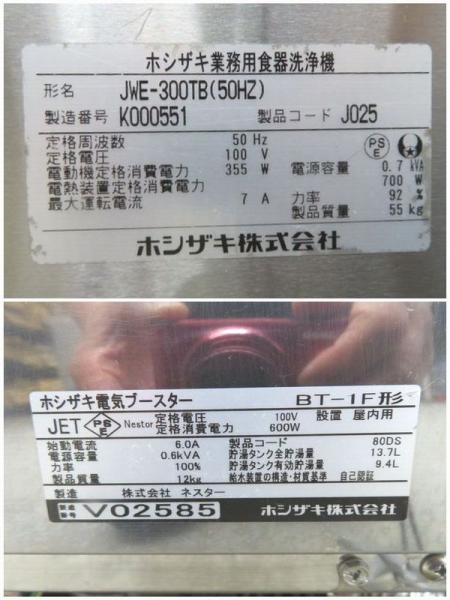 ホシザキ業務用食器洗浄機
形名 JWE-300TB(50HZ)
製造番号 K000551 製品コード J025
定格周波数 50 Hz
定格電圧 100 V
電動機定格消費電力 355 W 電源容量 0.7 kVA
電熱装置定格消費電力 700 W
最大運転電流 7 A 力率 92 %
製品質量 55 kg
PSE
ホシザキ株式会社
ホシザキ電気ブースター BT-1F形
JET PSE Nestor 定格電圧 100V 設置 屋内用
定格消費電力 600W
始動電流 6.0A 製品コード 80DS
電源容量 0.6kVA 貯湯タンク全貯湯量 13.7L
力率 100% 貯湯タンク有効貯湯量 9.4L
製品質量 12kg 給水装置の構造・材質基準 自己認証
製造 株式会社 ネスター
製造番号 V02585 ホシザキ株式会社